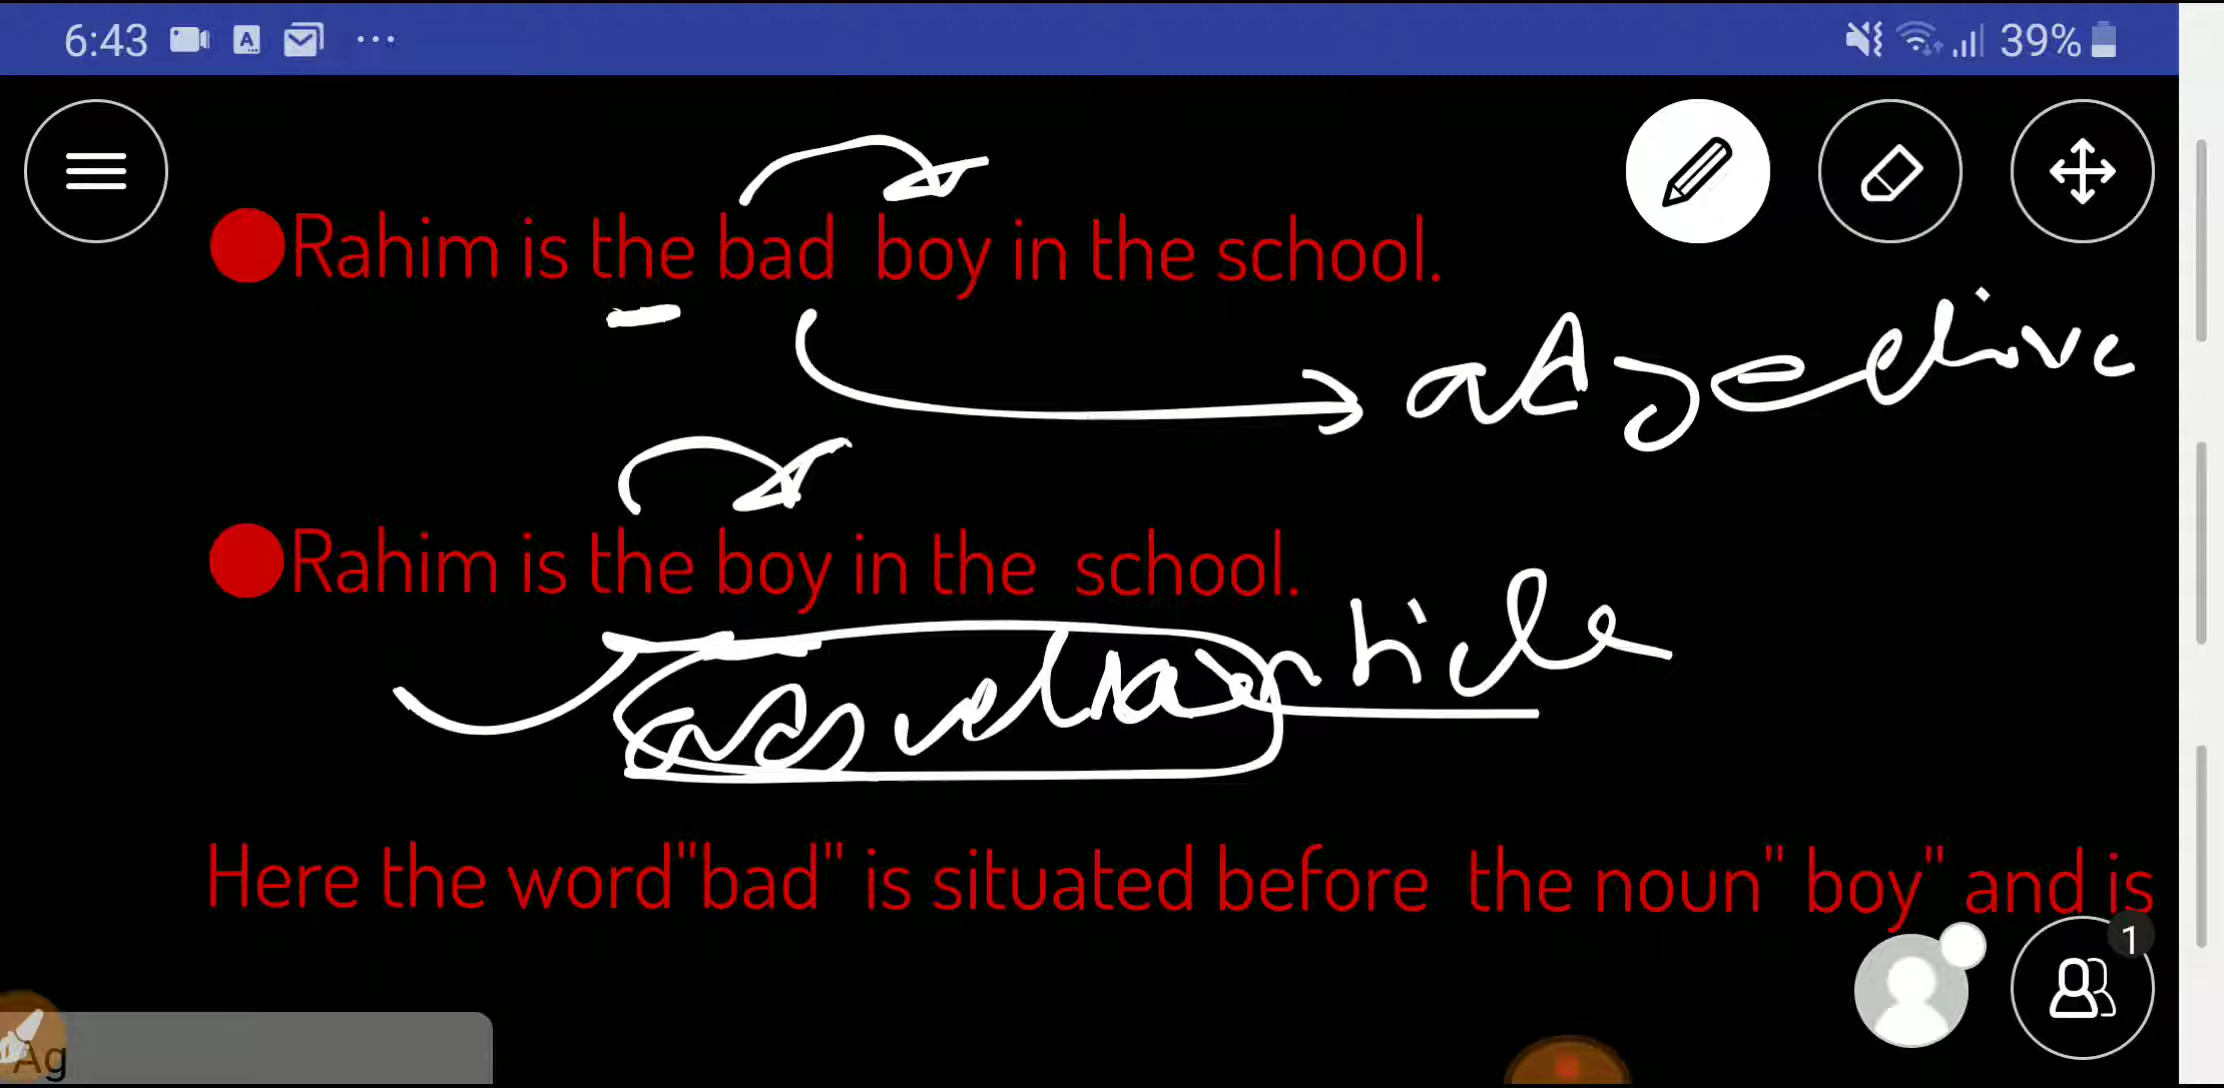 6:43 39%
Rahim is the bad boy in the school.
adjective
Rahim is the boy in the school.
article
Here the word"bad" is situated before the noun" boy" and is
1
Ag